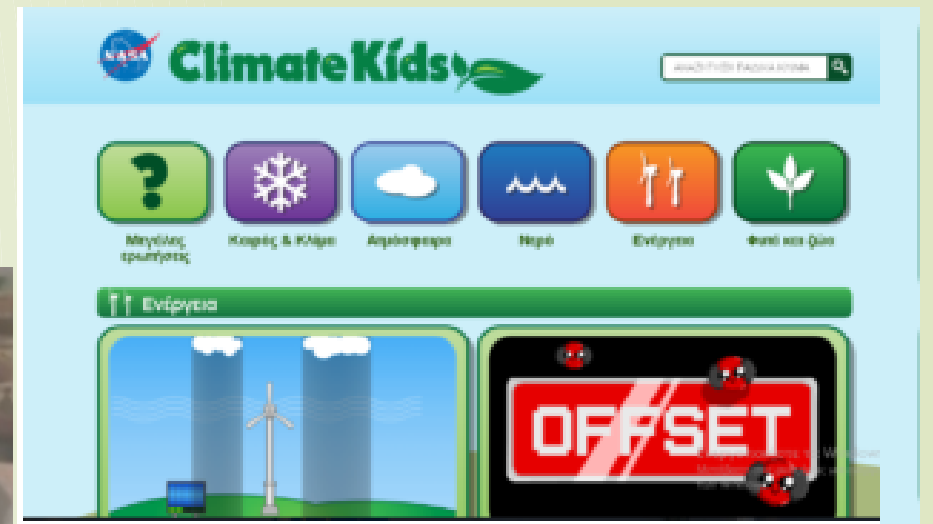 NASA
ClimateKids
Μεγάλες
ερωτήσεις
Καιρός & Κλίμα
Ατμόσφαιρα
Νερό
Ενέργεια
Φυτά και ζώα
Ενέργεια
OFFSET